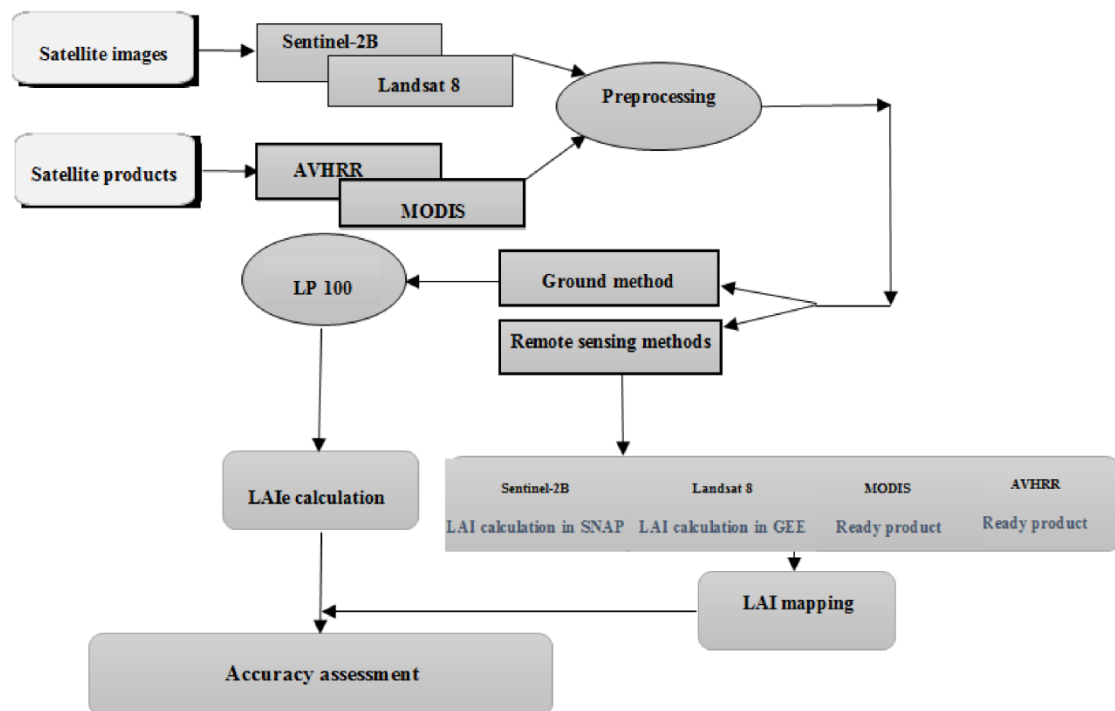 Satellite images
Sentinel-2B
Landsat 8
Preprocessing
Satellite products
AVHRR
MODIS
LP 100
Ground method
Remote sensing methods
LAIe calculation
Sentinel-2B
LAI calculation in SNAP
Landsat 8
LAI calculation in GEE
MODIS
Ready product
AVHRR
Ready product
LAI mapping
Accuracy assessment